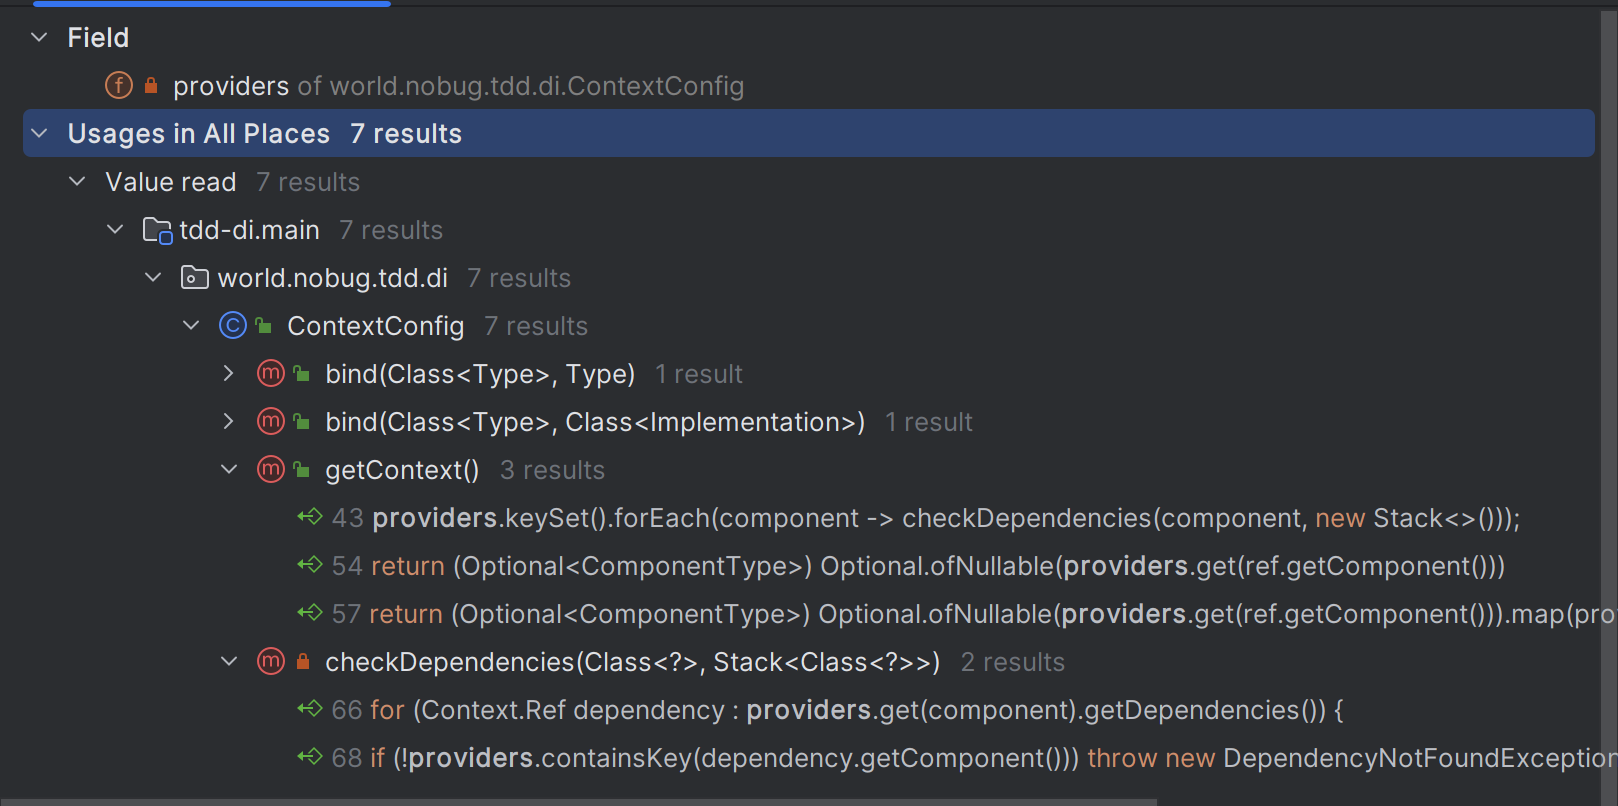 Field
f providers of world.nobug.tdd.di.ContextConfig
Usages in All Places 7 results
Value read 7 results
tdd-di.main 7 results
world.nobug.tdd.di 7 results
C ContextConfig 7 results
m bind(Class<Type>, Type) 1 result
m bind(Class<Type>, Class<Implementation>) 1 result
m getContext() 3 results
43 providers.keySet().forEach(component -> checkDependencies(component, new Stack<>()));
54 return (Optional<ComponentType>) Optional.ofNullable(providers.get(ref.getComponent()))
57 return (Optional<ComponentType>) Optional.ofNullable(providers.get(ref.getComponent())).map(pro
m checkDependencies(Class<?>, Stack<Class<?>>) 2 results
66 for (Context.Ref dependency : providers.get(component).getDependencies()) {
68 if (!providers.containsKey(dependency.getComponent())) throw new DependencyNotFoundException